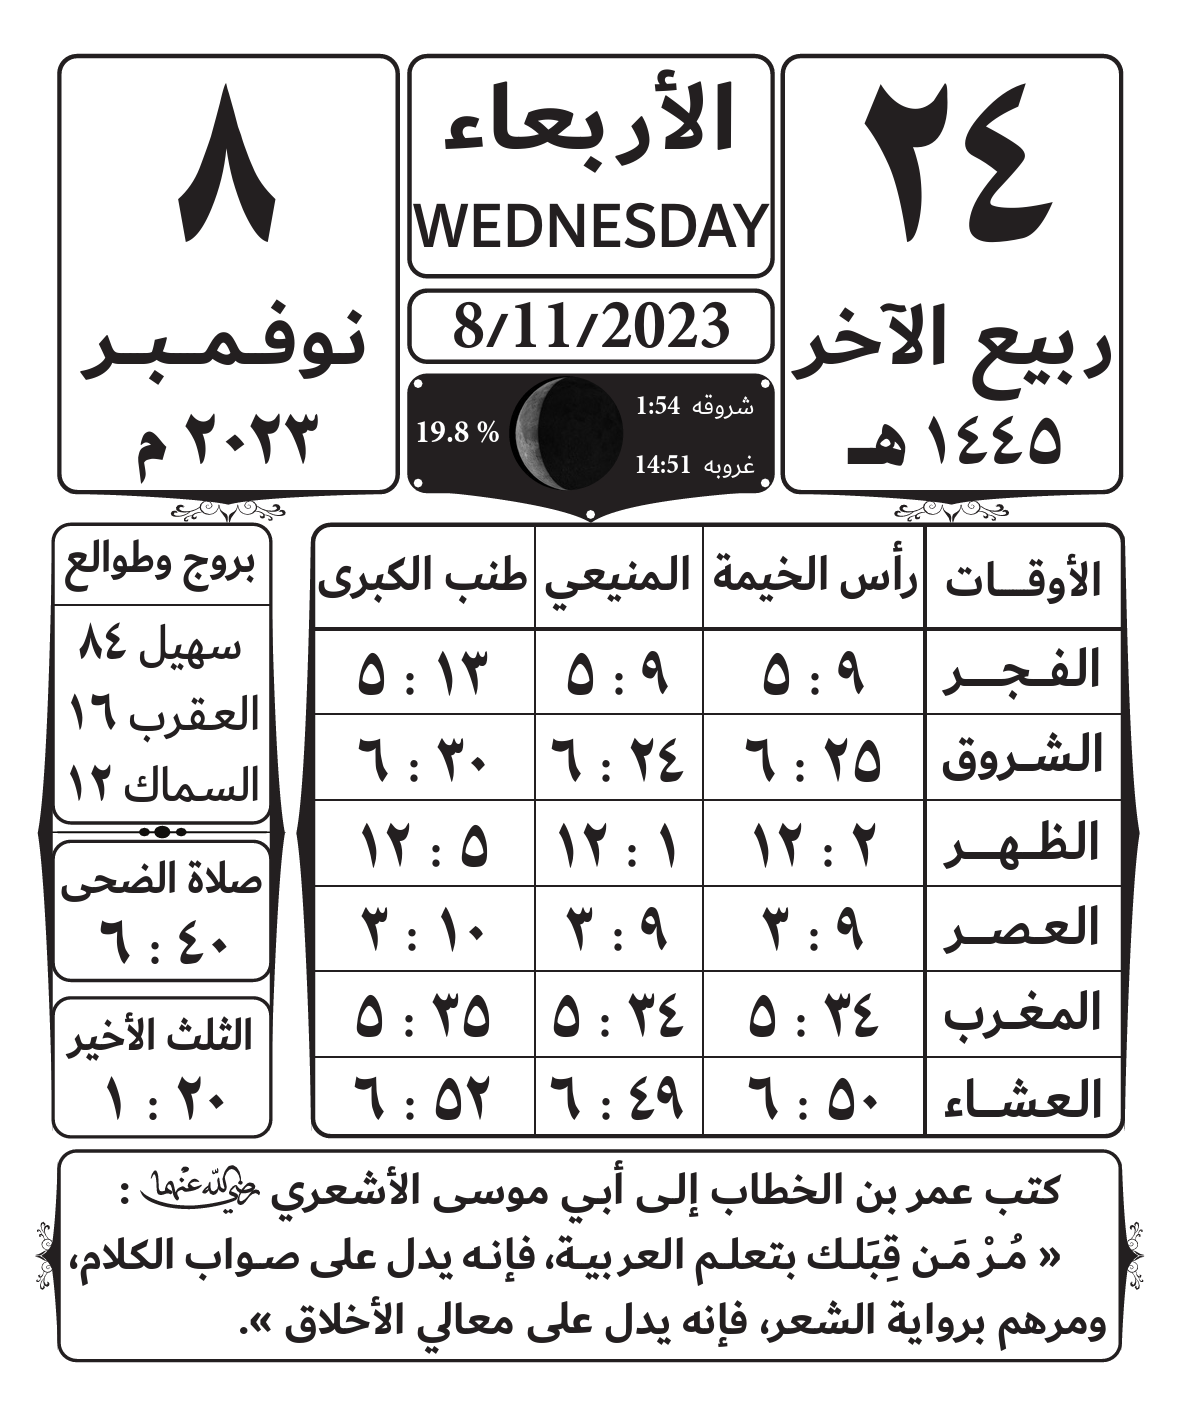 ٢٤
ربيع الآخر
١٤٤٥ هـ
الأربعاء
WEDNESDAY
8/11/2023
شروقه 1:54
غروبه 14:51
19.8 %
٨
نوفمبر
٢٠٢٣ م
الأوقات رأس الخيمة المنيعي طنب الكبرى
الفجر ٩ : ٥ ٩ : ٥ ١٣ : ٥
الشروق ٢٥ : ٦ ٢٤ : ٦ ٣٠ : ٦
الظهر ٢ : ١٢ ١ : ١٢ ٥ : ١٢
العصر ٩ : ٣ ٩ : ٣ ١٠ : ٣
المغرب ٣٤ : ٥ ٣٤ : ٥ ٣٥ : ٥
العشاء ٥٠ : ٦ ٤٩ : ٦ ٥٢ : ٦
بروج وطوالع
سهيل ٨٤
العقرب ١٦
السماك ١٢
صلاة الضحى
٤٠ : ٦
الثلث الأخير
٢٠ : ١
كتب عمر بن الخطاب إلى أبي موسى الأشعري رضي الله عنهما :
« مُرْ مَن قِبَلك بتعلم العربية، فإنه يدل على صواب الكلام،
ومرهم برواية الشعر، فإنه يدل على معالي الأخلاق ».